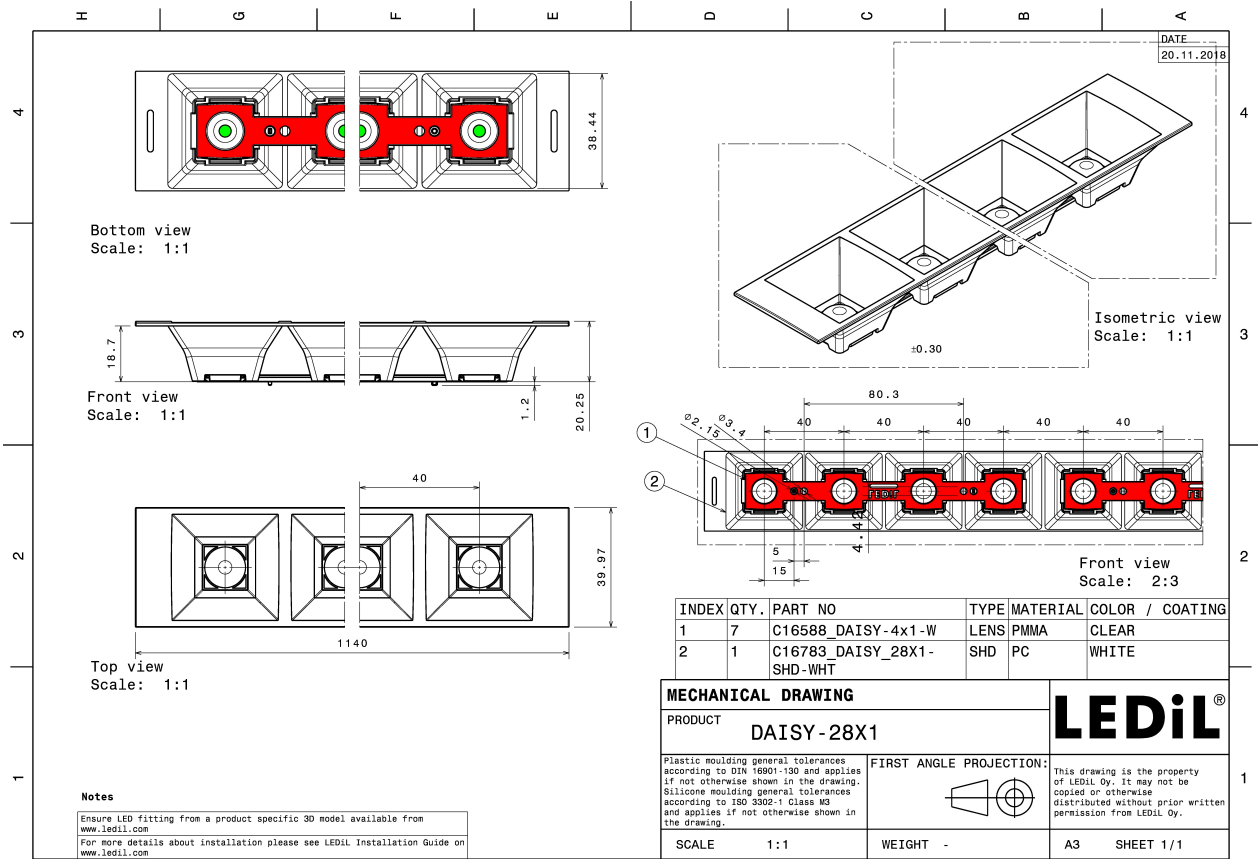 H G F E D C B A
DATE
20.11.2018
4
4
38.44
Bottom view
Scale: 1:1
Isometric view
Scale: 1:1
±0.30
3
3
18.7
1.2
20.25
Front view
Scale: 1:1
80.3
40 40 40 40 40
Ø2.15
Ø3.4
1
2
LEDiL
4.42
5
15
Front view
Scale: 2:3
2
2
40
39.97
1140
Top view
Scale: 1:1
INDEX QTY. PART NO TYPE MATERIAL COLOR / COATING
1 7 C16588_DAISY-4x1-W LENS PMMA CLEAR
2 1 C16783_DAISY_28X1- SHD PC WHITE
SHD-WHT
MECHANICAL DRAWING
PRODUCT
DAISY-28X1
LEDiL®
Plastic moulding general tolerances
according to DIN 16901-130 and applies
if not otherwise shown in the drawing.
Silicone moulding general tolerances
according to ISO 3302-1 Class M3
and applies if not otherwise shown in
the drawing.
FIRST ANGLE PROJECTION:
This drawing is the property
of LEDiL Oy. It may not be
copied or otherwise
distributed without prior written
permission from LEDiL Oy.
1
1
Notes
Ensure LED fitting from a product specific 3D model available from
www.ledil.com
For more details about installation please see LEDiL Installation Guide on
www.ledil.com
SCALE 1:1 WEIGHT - A3 SHEET 1/1